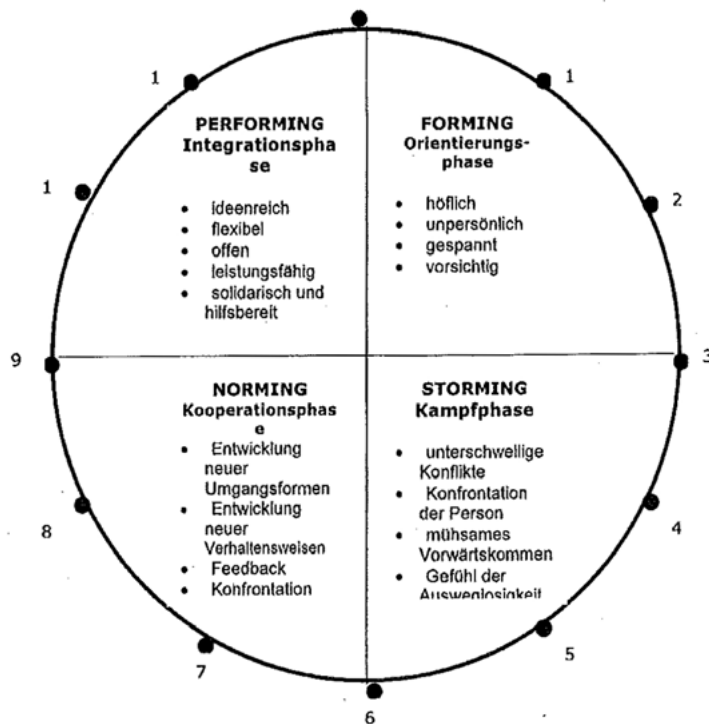 1
1
PERFORMING
Integrationspha
se
• ideenreich
• flexibel
• offen
• leistungsfähig
• solidarisch und
hilfsbereit
FORMING
Orientierungs-
phase
• höflich
• unpersönlich
• gespannt
• vorsichtig
1
2
9
3
NORMING
Kooperationsphas
e
• Entwicklung
neuer
Umgangsformen
• Entwicklung
neuer
Verhaltensweisen
• Feedback
• Konfrontation
STORMING
Kampfphase
• unterschwellige
Konflikte
• Konfrontation
der Person
• mühsames
Vorwärtskommen
• Gefühl der
Ausweglosigkeit
8
4
7
5
6